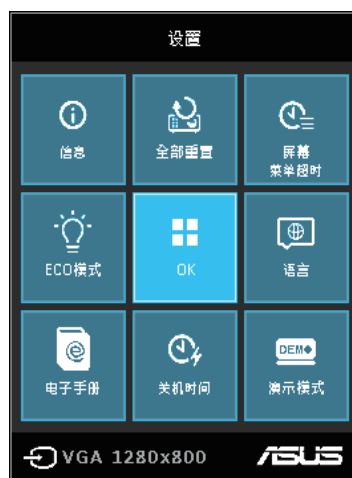 设置
信息
全部重置
屏幕
菜单超时
ECO模式
OK
语言
电子手册
关机时间
DEMO
演示模式
VGA 1280x800
ASUS